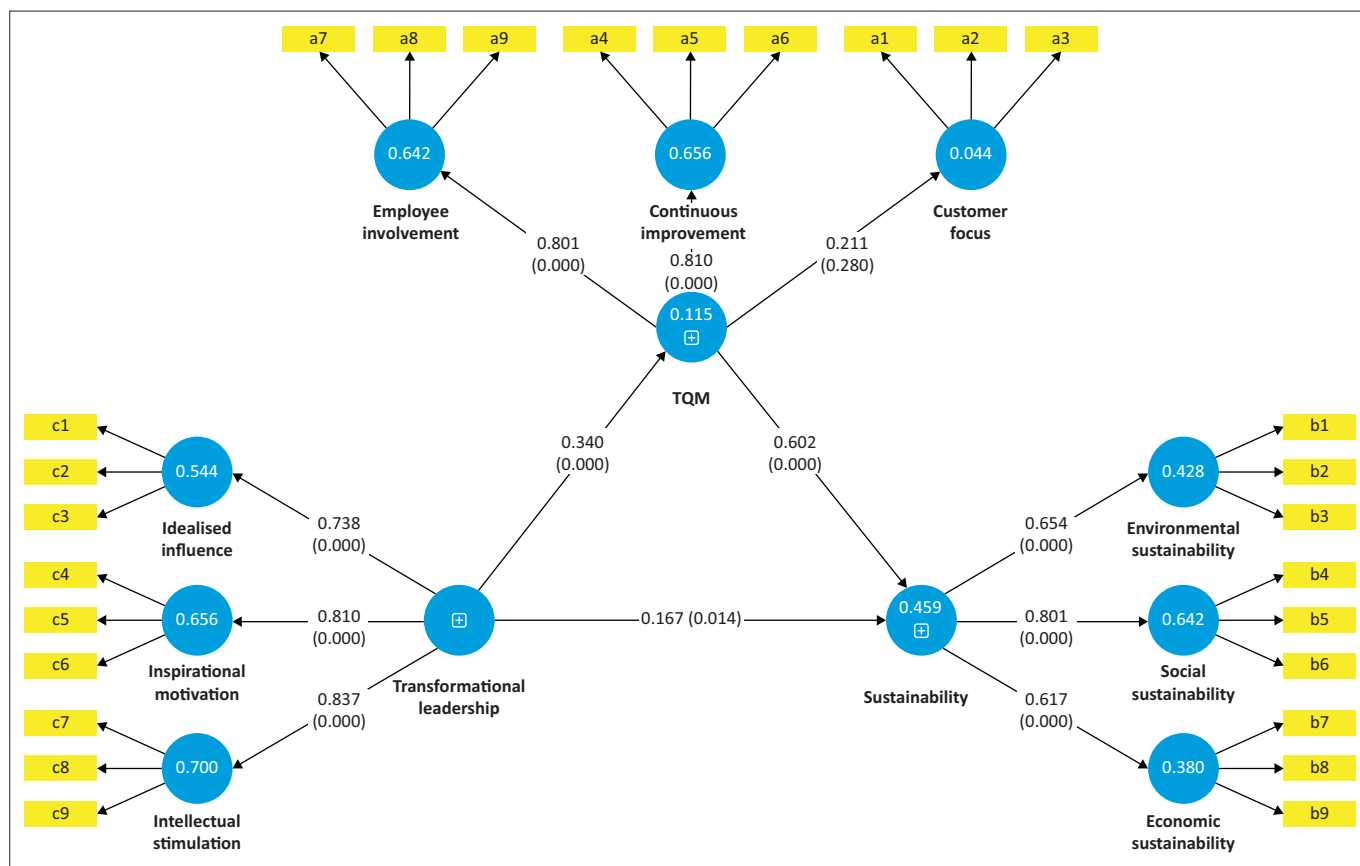 a7 a8 a9 a4 a5 a6 a1 a2 a3
0.642 0.656 0.044
Employee
involvement
Continuous
improvement
Customer
focus
0.801
(0.000)
0.810
(0.000)
0.211
(0.280)
0.115
TQM
0.340
(0.000)
0.602
(0.000)
c1
c2
c3
0.544
Idealised
influence
0.738
(0.000)
c4
c5
c6
0.656
Inspirational
motivation
0.810
(0.000)
c7
c8
c9
0.700
Intellectual
stimulation
0.837
(0.000)
Transformational
leadership
0.167 (0.014)
0.459
Sustainability
0.654
(0.000)
0.428
Environmental
sustainability
b1
b2
b3
0.801
(0.000)
0.642
Social
sustainability
b4
b5
b6
0.617
(0.000)
0.380
Economic
sustainability
b7
b8
b9